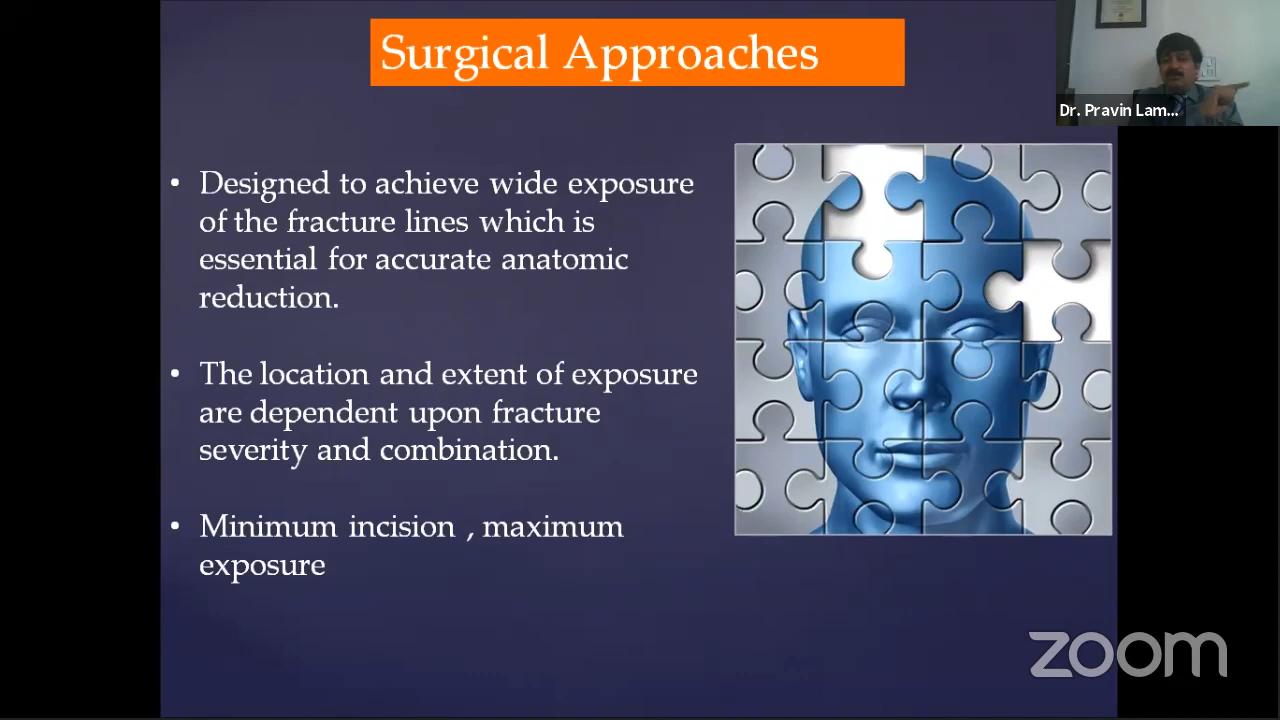 Surgical Approaches
Dr. Pravin Lam...
• Designed to achieve wide exposure
of the fracture lines which is
essential for accurate anatomic
reduction.
• The location and extent of exposure
are dependent upon fracture
severity and combination.
• Minimum incision , maximum
exposure
zoom